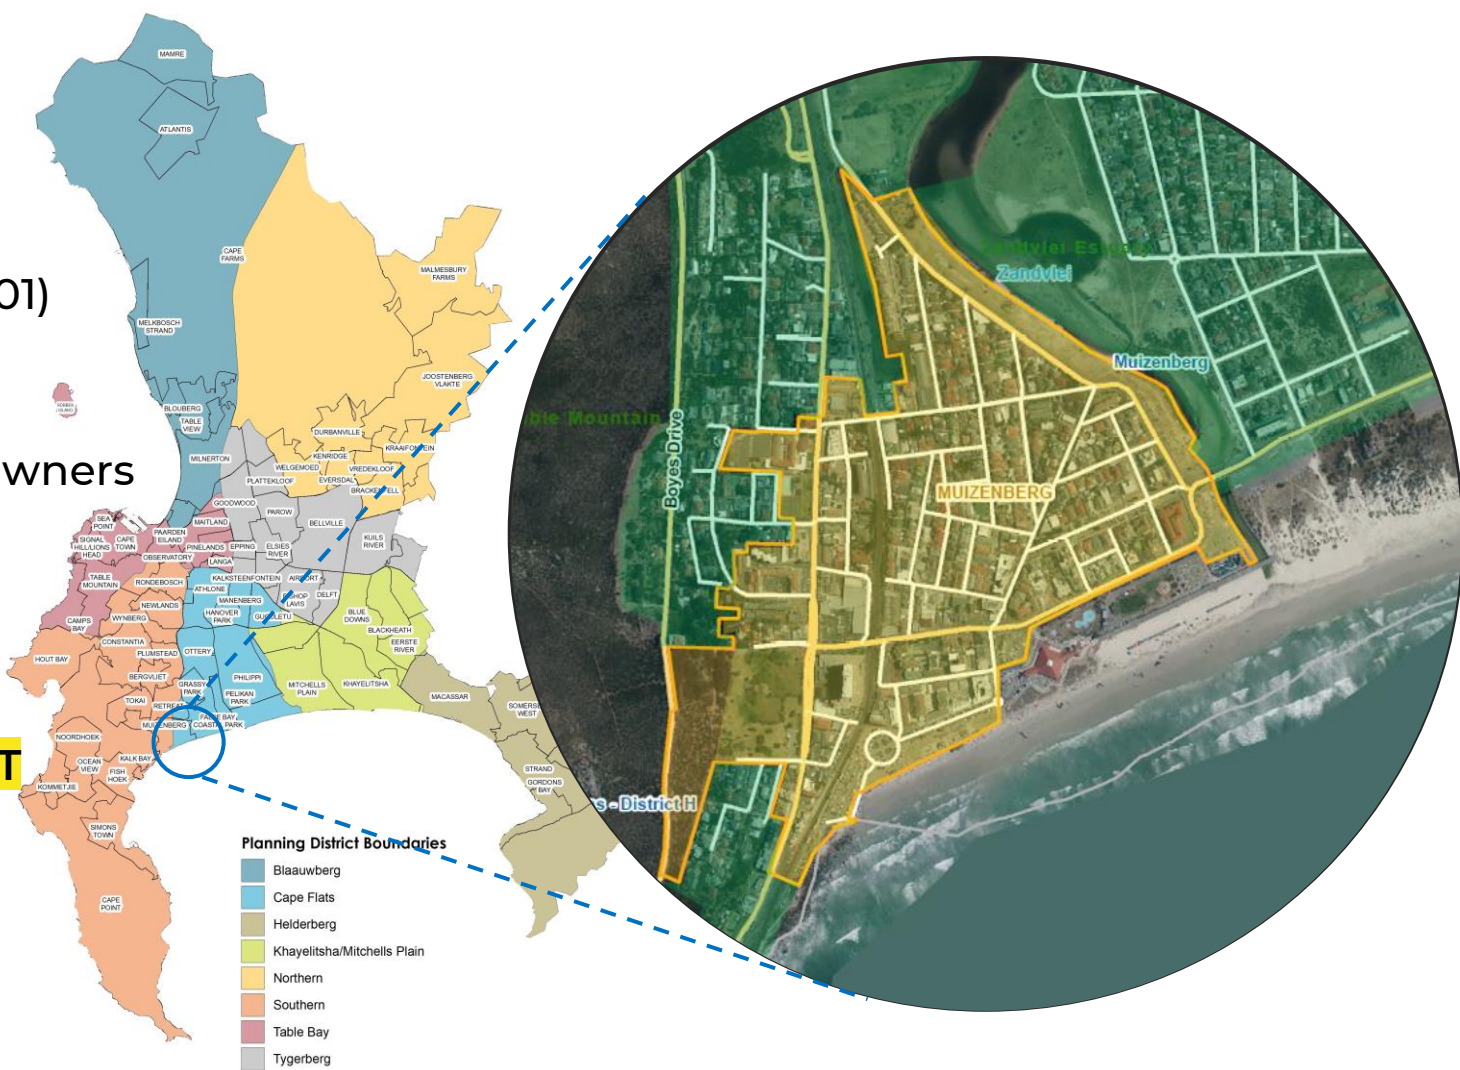 01)
wners
T
MAMRE
ATLANTIS
CAPE
FARMS
MALMESBURY
FARMS
MELKBOSCH
STRAND
JOOSTENBERG
VLAKTE
ROBBEN
ISLAND
BLOUBERG
TABLE
VIEW
DURBANVILLE
KRAAIFONTEIN
KENRIDGE
MILNERTON
WELGEMOED
VREDEKLOOF
PLATTEKLOOF
EVERSDAL
BRACKENFELL
GOODWOOD
PAROW
SEA
POINT
MAITLAND
BELLVILLE
SIGNAL
HILL/LIONS
HEAD
CAPE
TOWN
PAARDEN
EILAND
KUILS
RIVER
PINELANDS
EPPING
ELSIES
RIVER
OBSERVATORY
LANGA
TABLE
MOUNTAIN
RONDEBOSCH
KALKSTEENFONTEIN
AIRPORT
ATHLONE
BISHOP
LAVIS
DELFT
NEWLANDS
MANENBERG
HANOVER
PARK
GUGULETU
BLUE
DOWNS
CAMPS
BAY
WYNBERG
BLACKHEATH
CONSTANTIA
EERSTE
RIVER
HOUT BAY
PLUMSTEAD
OTTERY
BERGVLIET
PHILIPPI
GRASSY
PARK
MITCHELLS
PLAIN
KHAYELITSHA
TOKAI
RETREAT
PELIKAN
PARK
MACASSAR
SOMERSET
WEST
MUIZENBERG
FALSE BAY
COASTAL PARK
NOORDHOEK
KALK BAY
OCEAN
VIEW
FISH
HOEK
STRAND
KOMMETJIE
GORDONS
BAY
SIMONS
TOWN
CAPE
POINT
Planning District Boundaries
Blaauwberg
Cape Flats
Helderberg
Khayelitsha/Mitchells Plain
Northern
Southern
Table Bay
Tygerberg
Zandvlei Estuary
Zandvlei
Muizenberg
ble Mountain
Boyes Drive
MUIZENBERG
s - District H